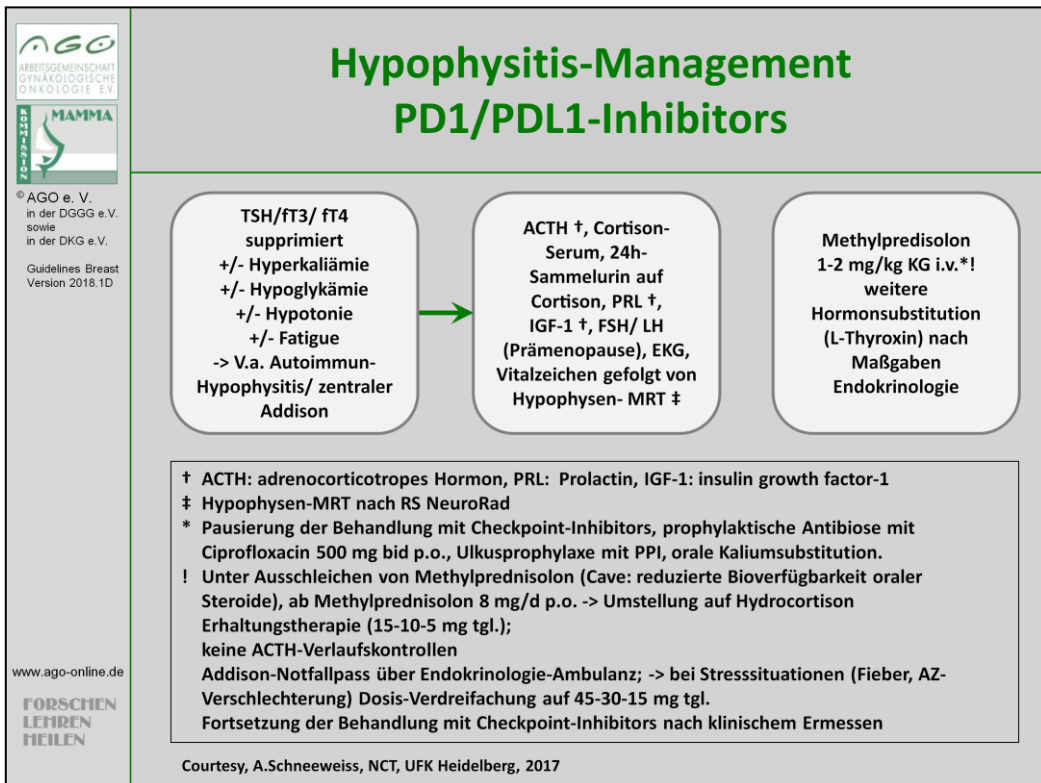 AGO
ARBEITSGEMEINSCHAFT
GYNÄKOLOGISCHE
ONKOLOGIE E.V.
KOMMISSION
MAMMA
© AGO e. V.
in der DGGG e.V.
sowie
in der DKG e.V.
Guidelines Breast
Version 2018.1D
www.ago-online.de
FORSCHEN
LEHREN
HEILEN
Hypophysitis-Management
PD1/PDL1-Inhibitors
TSH/fT3/ fT4
supprimiert
+/- Hyperkaliämie
+/- Hypoglykämie
+/- Hypotonie
+/- Fatigue
-> V.a. Autoimmun-
Hypophysitis/ zentraler
Addison
ACTH †, Cortison-
Serum, 24h-
Sammelurin auf
Cortison, PRL †,
IGF-1 †, FSH/ LH
(Prämenopause), EKG,
Vitalzeichen gefolgt von
Hypophysen- MRT ‡
Methylpredisolon
1-2 mg/kg KG i.v.*!
weitere
Hormonsubstitution
(L-Thyroxin) nach
Maßgaben
Endokrinologie
† ACTH: adrenocorticotropes Hormon, PRL: Prolactin, IGF-1: insulin growth factor-1
‡ Hypophysen-MRT nach RS NeuroRad
* Pausierung der Behandlung mit Checkpoint-Inhibitors, prophylaktische Antibiose mit
Ciprofloxacin 500 mg bid p.o., Ulkusprophylaxe mit PPI, orale Kaliumsubstitution.
! Unter Ausschleichen von Methylprednisolon (Cave: reduzierte Bioverfügbarkeit oraler
Steroide), ab Methylprednisolon 8 mg/d p.o. -> Umstellung auf Hydrocortison
Erhaltungstherapie (15-10-5 mg tgl.);
keine ACTH-Verlaufskontrollen
Addison-Notfallpass über Endokrinologie-Ambulanz; -> bei Stresssituationen (Fieber, AZ-
Verschlechterung) Dosis-Verdreifachung auf 45-30-15 mg tgl.
Fortsetzung der Behandlung mit Checkpoint-Inhibitors nach klinischem Ermessen
Courtesy, A.Schneeweiss, NCT, UFK Heidelberg, 2017